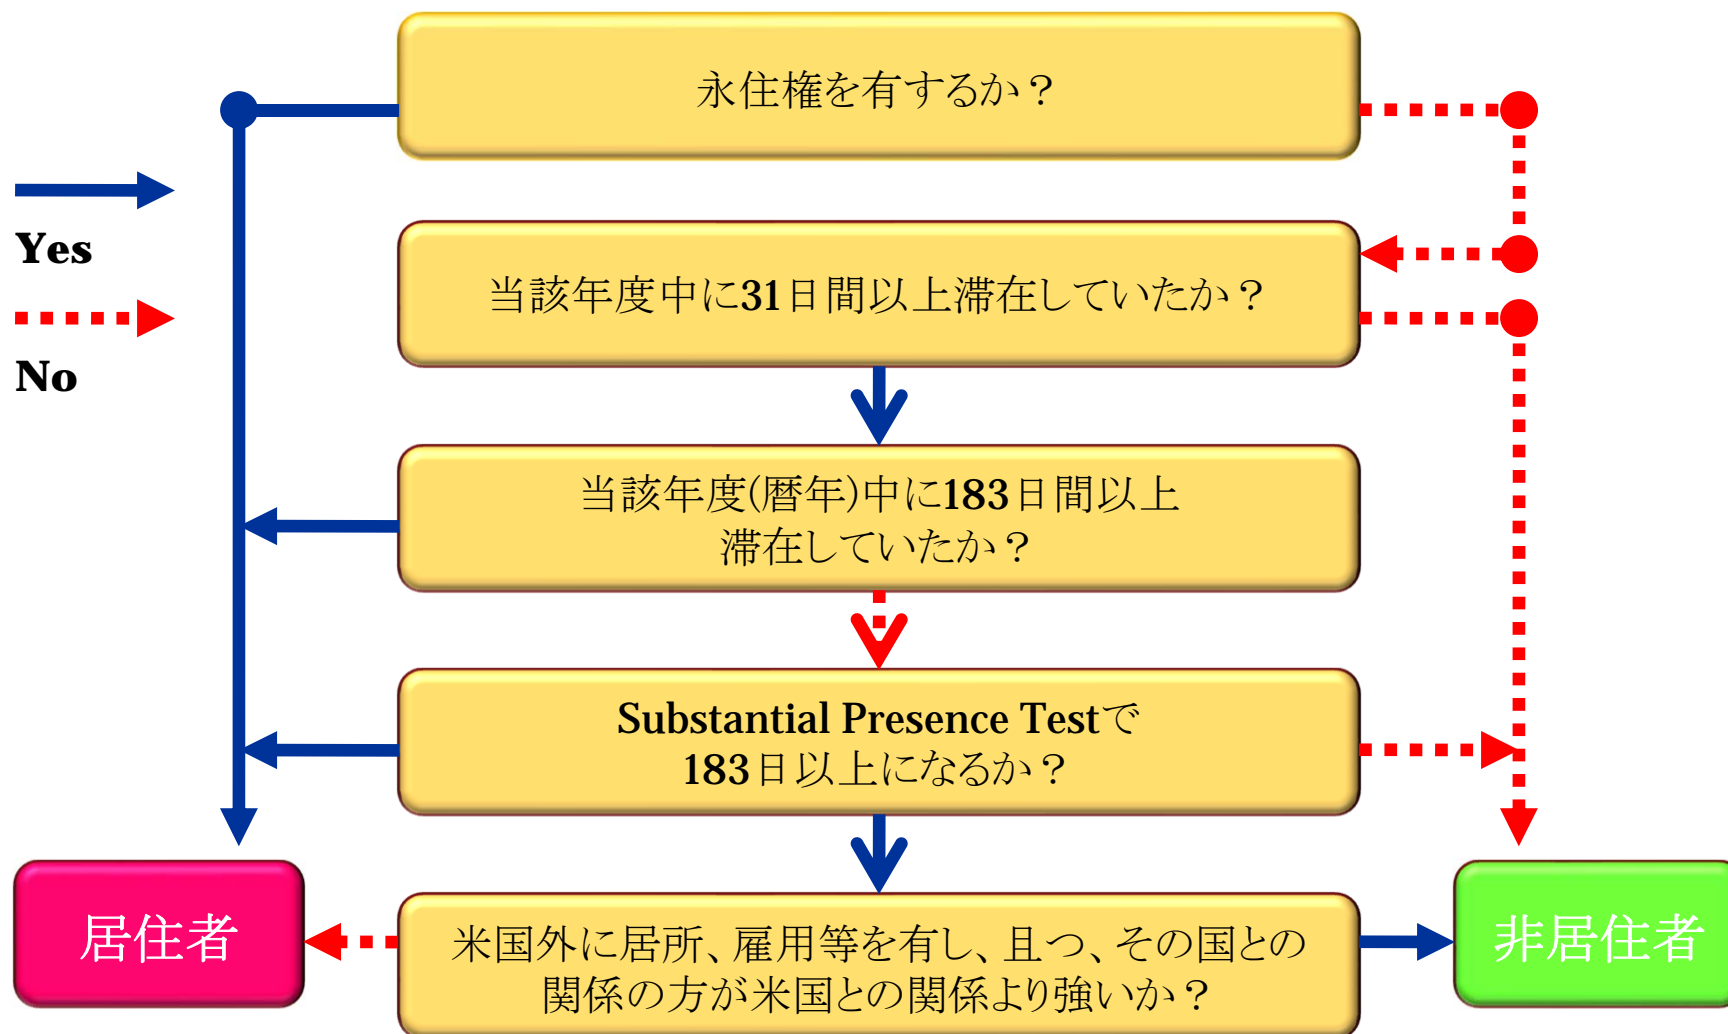 永住権を有するか？
Yes
No
当該年度中に31日間以上滞在していたか？
当該年度(暦年)中に183日間以上
滞在していたか？
Substantial Presence Testで
183日以上になるか？
居住者
米国外に居所、雇用等を有し、且つ、その国との
関係の方が米国との関係より強いか？
非居住者